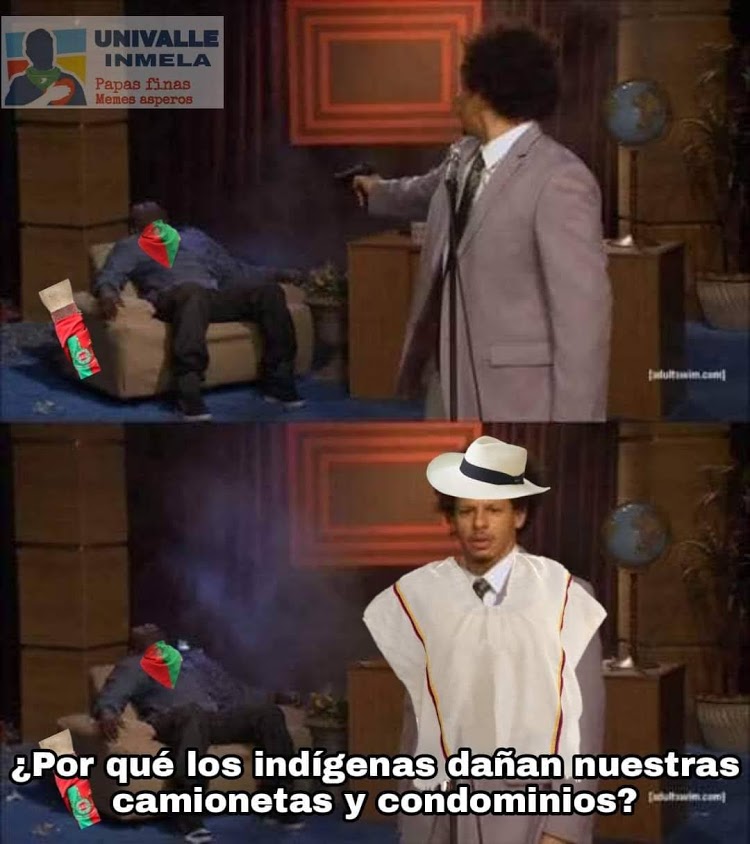 UNIVALLE
INMELA
Papas finas
Memes asperos
[adultswim.com]
¿Por qué los indígenas dañan nuestras
camionetas y condominios?
[adultswim.com]